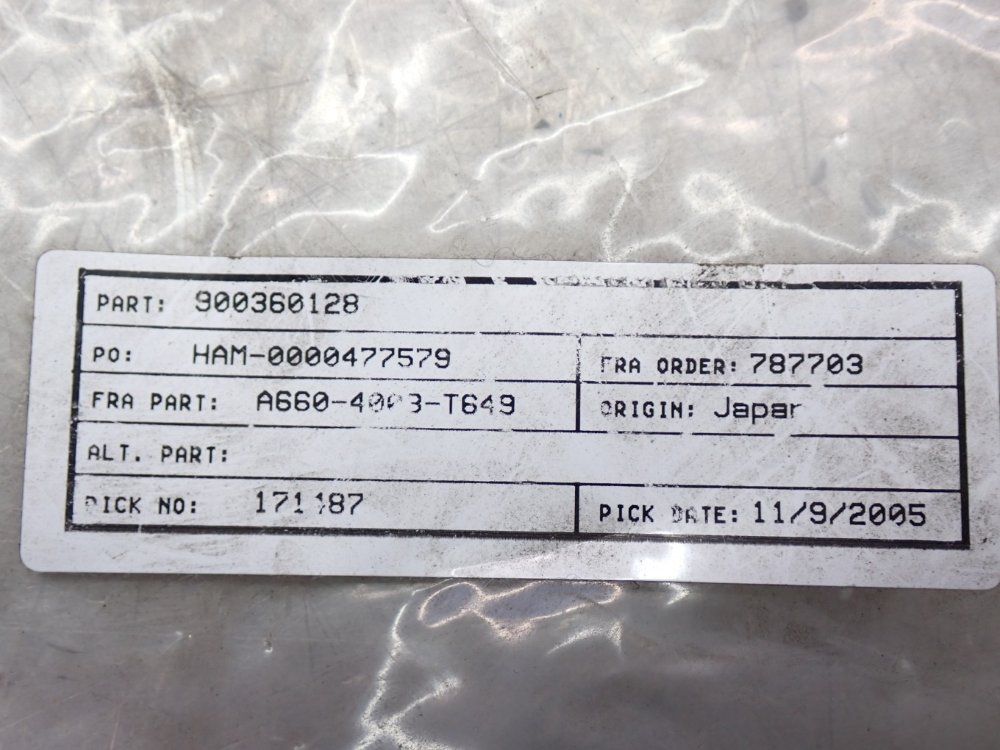 PART: 900360128
PO: HAM-0000477579 FRA ORDER: 787703
FRA PART: ORIGIN: Japan
ALT. PART:
PICK NO: PICK DATE: 11/9/2005